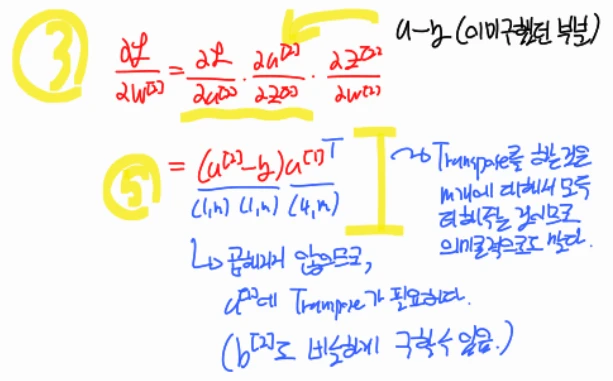 ③
a-y (이미 구했던 부분)
∂L/∂w^[2] = ∂L/∂a^[2] · ∂a^[2]/∂z^[2] · ∂z^[2]/∂w^[2]
⑤
= (a^[2]-y)a^[1]T
(1,m) (1,m) (4,m)
↳ 곱해지지 않으므로,
a^[1]에 Transpose가 필요하다.
(b^[2]도 비슷하게 구할 수 있음.)
→ Transpose를 한 것은
m개에 대해서 모두
더해주는 것이므로
의미론적으로도 맞다.